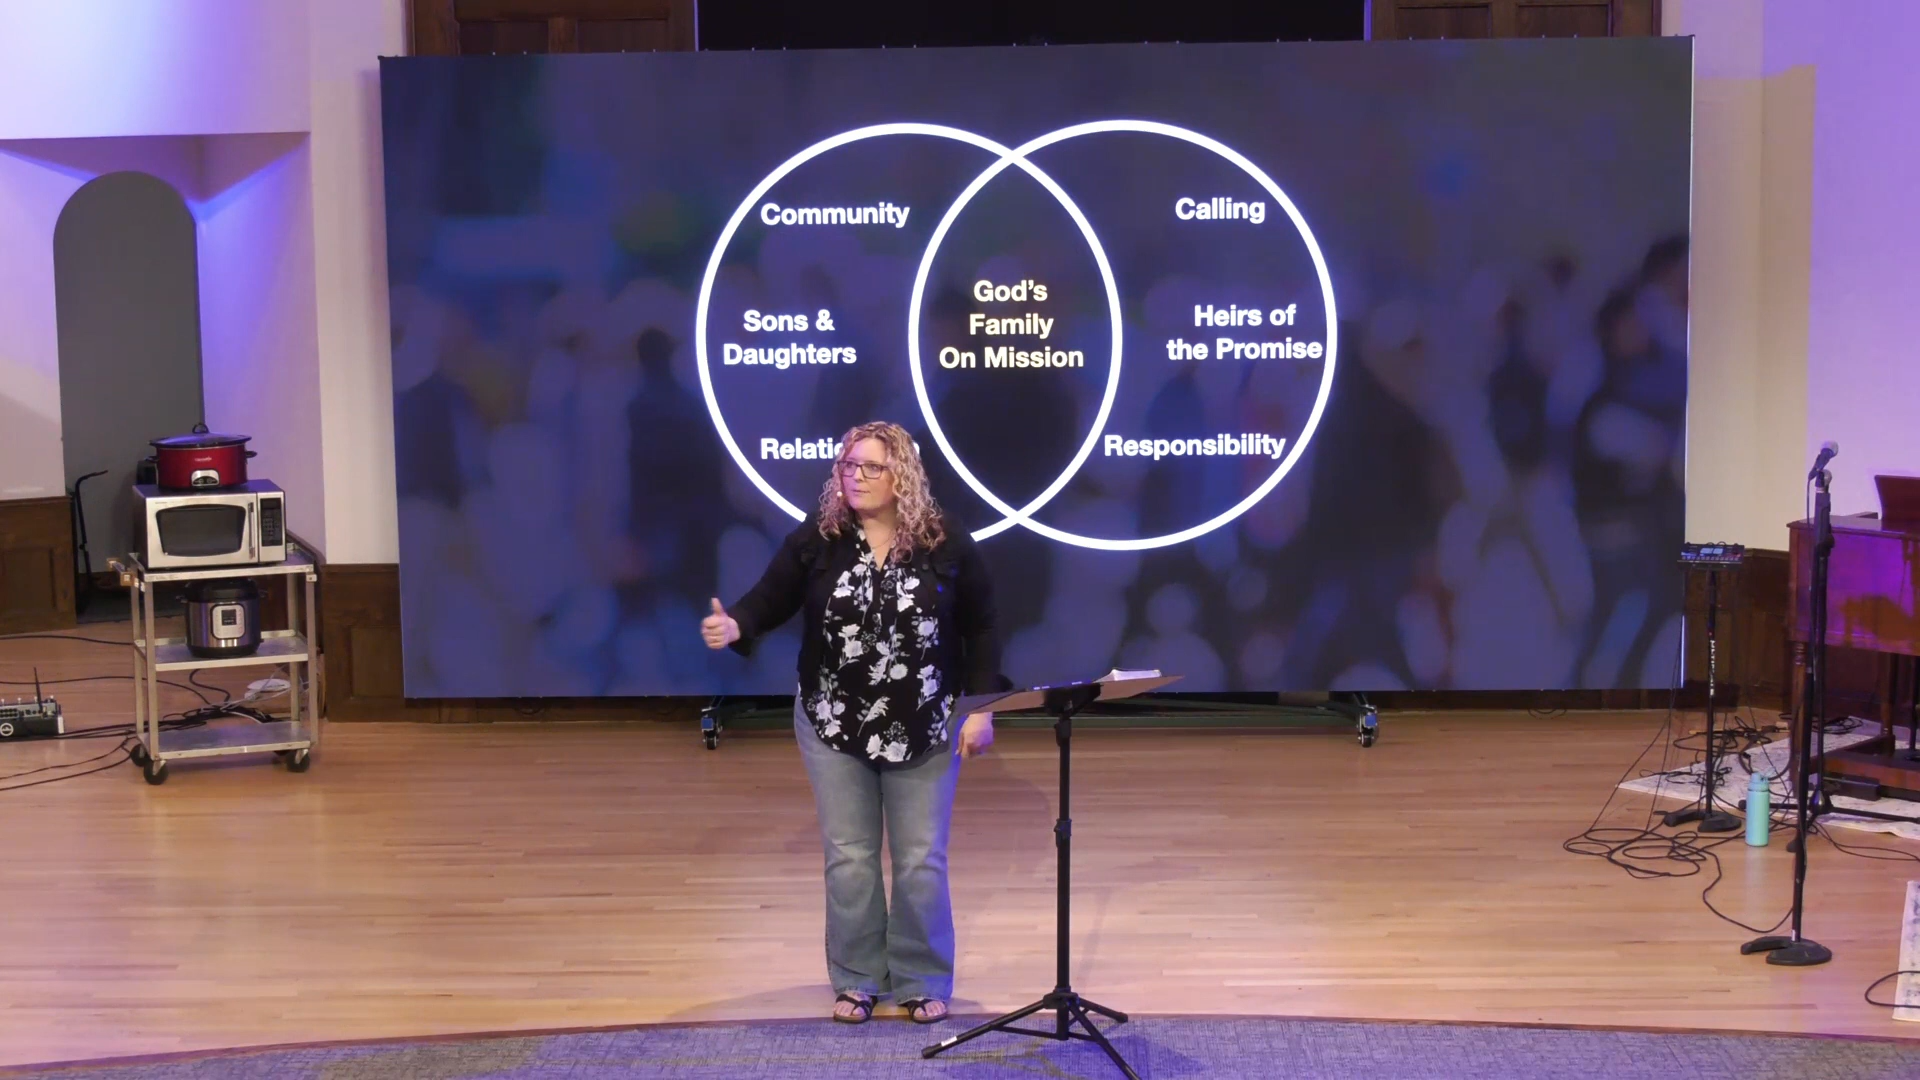 Community
Sons &
Daughters
God's
Family
On Mission
Calling
Heirs of
the Promise
Responsibility